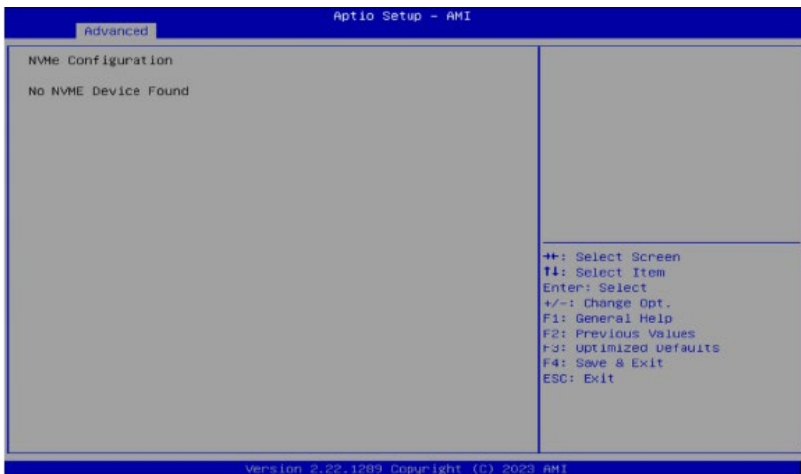 Aptio Setup – AMI
Advanced
NVMe Configuration
No NVME Device Found
→←: Select Screen
↑↓: Select Item
Enter: Select
+/-: Change Opt.
F1: General Help
F2: Previous Values
F3: Optimized Defaults
F4: Save & Exit
ESC: Exit
Version 2.22.1289 Copyright (C) 2023 AMI